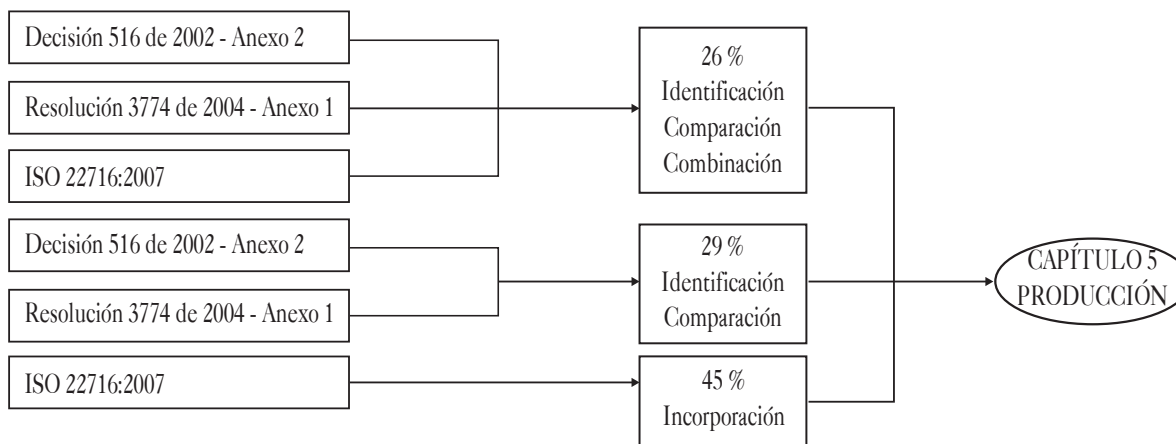 Decisión 516 de 2002 - Anexo 2
Resolución 3774 de 2004 - Anexo 1
ISO 22716:2007
26 %
Identificación
Comparación
Combinación
Decisión 516 de 2002 - Anexo 2
Resolución 3774 de 2004 - Anexo 1
29 %
Identificación
Comparación
ISO 22716:2007
45 %
Incorporación
CAPÍTULO 5
PRODUCCIÓN